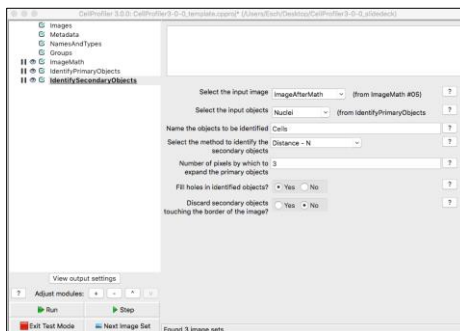 CellProfiler 3.0.0: CellProfiler3-0-0_template.cpproj* (/Users/Esch/Desktop/CellProfiler3-0-0_slidedeck)
Images
Metadata
NamesAndTypes
Groups
ImageMath
IdentifyPrimaryObjects
IdentifySecondaryObjects
Select the input image ImageAfterMath (from ImageMath #05) ?
Select the input objects Nuclei (from IdentifyPrimaryObjects ?
Name the objects to be identified Cells ?
Select the method to identify the secondary objects Distance - N ?
Number of pixels by which to expand the primary objects 3 ?
Fill holes in identified objects? Yes No ?
Discard secondary objects touching the border of the image? Yes No ?
View output settings
? Adjust modules: + - ^
Run Step
Exit Test Mode Next Image Set
Found 3 image sets